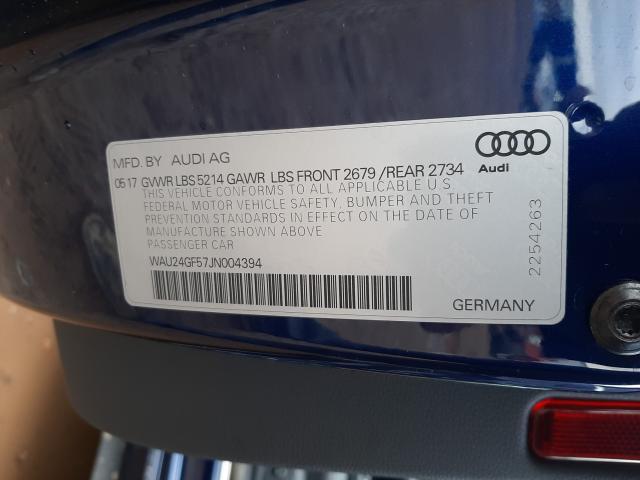 MFD. BY AUDI AG
05 17 GVWR LBS 5214 GAWR LBS FRONT 2679 /REAR 2734
THIS VEHICLE CONFORMS TO ALL APPLICABLE U.S.
FEDERAL MOTOR VEHICLE SAFETY, BUMPER AND THEFT
PREVENTION STANDARDS IN EFFECT ON THE DATE OF
MANUFACTURE SHOWN ABOVE
PASSENGER CAR
WAU24GF57JN004394
GERMANY
Audi
2254263